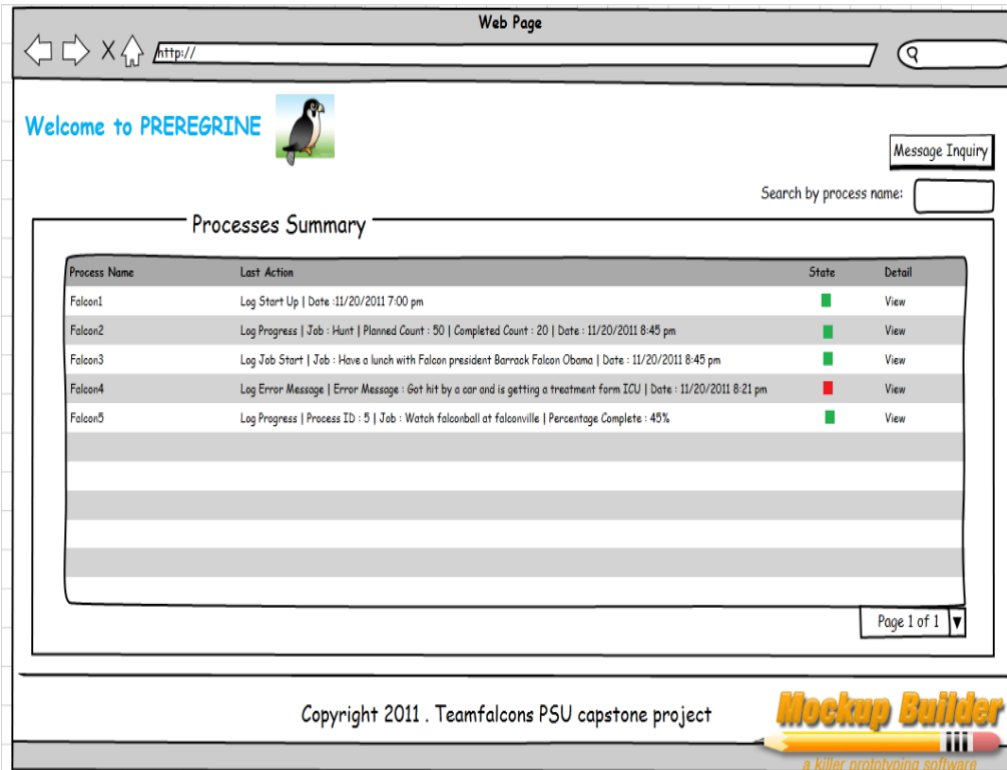 Web Page
http://
Welcome to PREREGRINE
Message Inquiry
Search by process name:
Processes Summary
Process Name Last Action State Detail
Falcon1 Log Start Up | Date :11/20/2011 7:00 pm View
Falcon2 Log Progress | Job : Hunt | Planned Count : 50 | Completed Count : 20 | Date : 11/20/2011 8:45 pm View
Falcon3 Log Job Start | Job : Have a lunch with Falcon president Barrack Falcon Obama | Date : 11/20/2011 8:45 pm View
Falcon4 Log Error Message | Error Message : Got hit by a car and is getting a treatment form ICU | Date : 11/20/2011 8:21 pm View
Falcon5 Log Progress | Process ID : 5 | Job : Watch falconball at falconville | Percentage Complete : 45% View
Page 1 of 1
Copyright 2011 . Teamfalcons PSU capstone project
Mockup Builder
a killer prototyping software